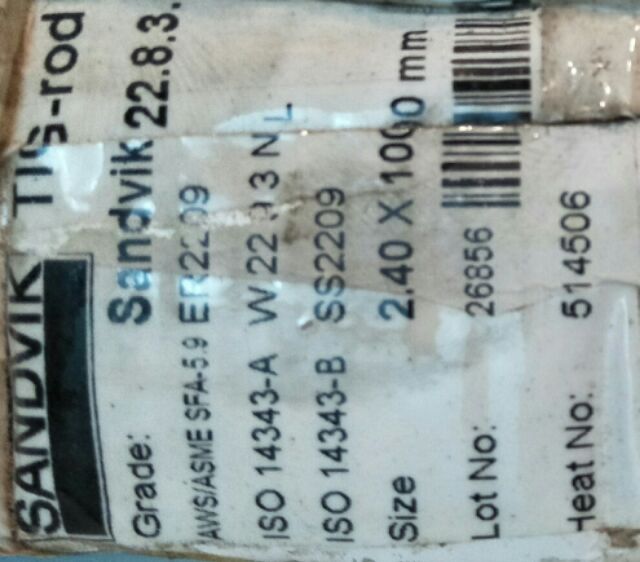 SANDVIK TIG-rod
Grade: Sandvik 22.8.3.
AWS/ASME SFA-5.9 ER2209
ISO 14343-A W 22 9 3 N L
ISO 14343-B SS2209
Size 2.40 X 1000 mm
Lot No: 26856
Heat No: 514506